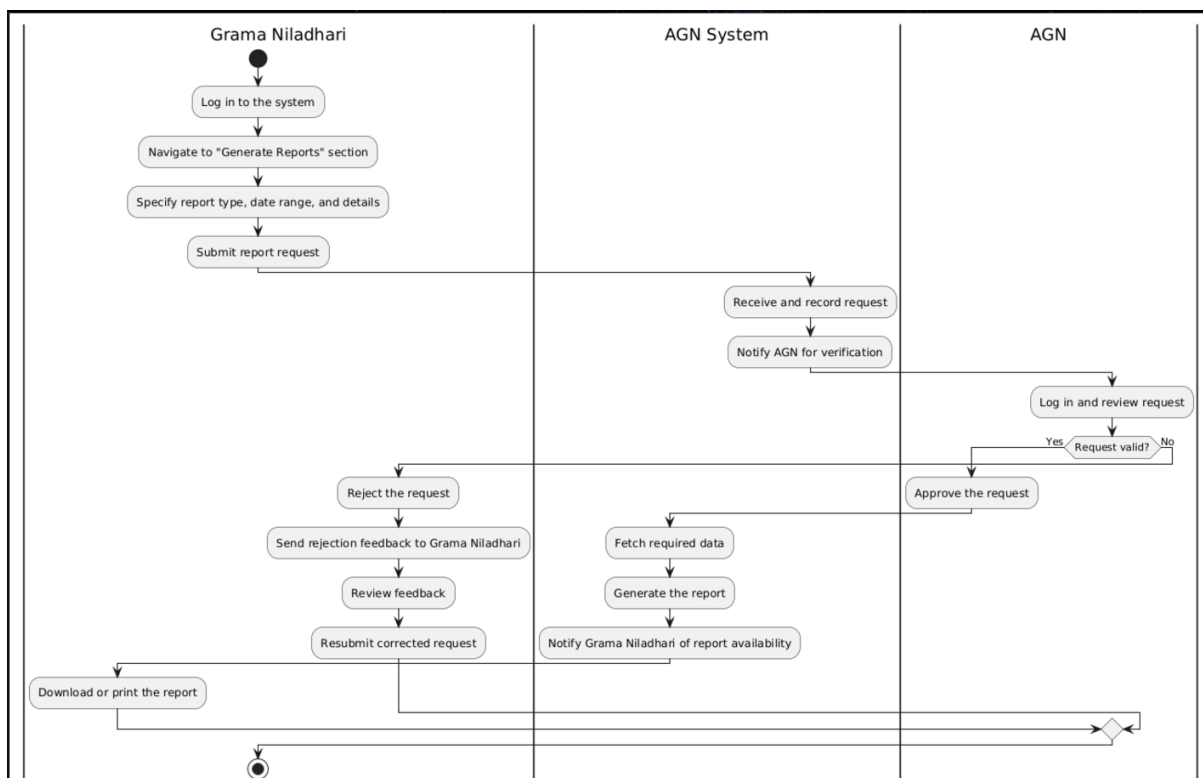 Grama Niladhari
AGN System
AGN
Log in to the system
Navigate to "Generate Reports" section
Specify report type, date range, and details
Submit report request
Receive and record request
Notify AGN for verification
Log in and review request
Yes
Request valid?
No
Reject the request
Approve the request
Send rejection feedback to Grama Niladhari
Fetch required data
Review feedback
Generate the report
Resubmit corrected request
Notify Grama Niladhari of report availability
Download or print the report